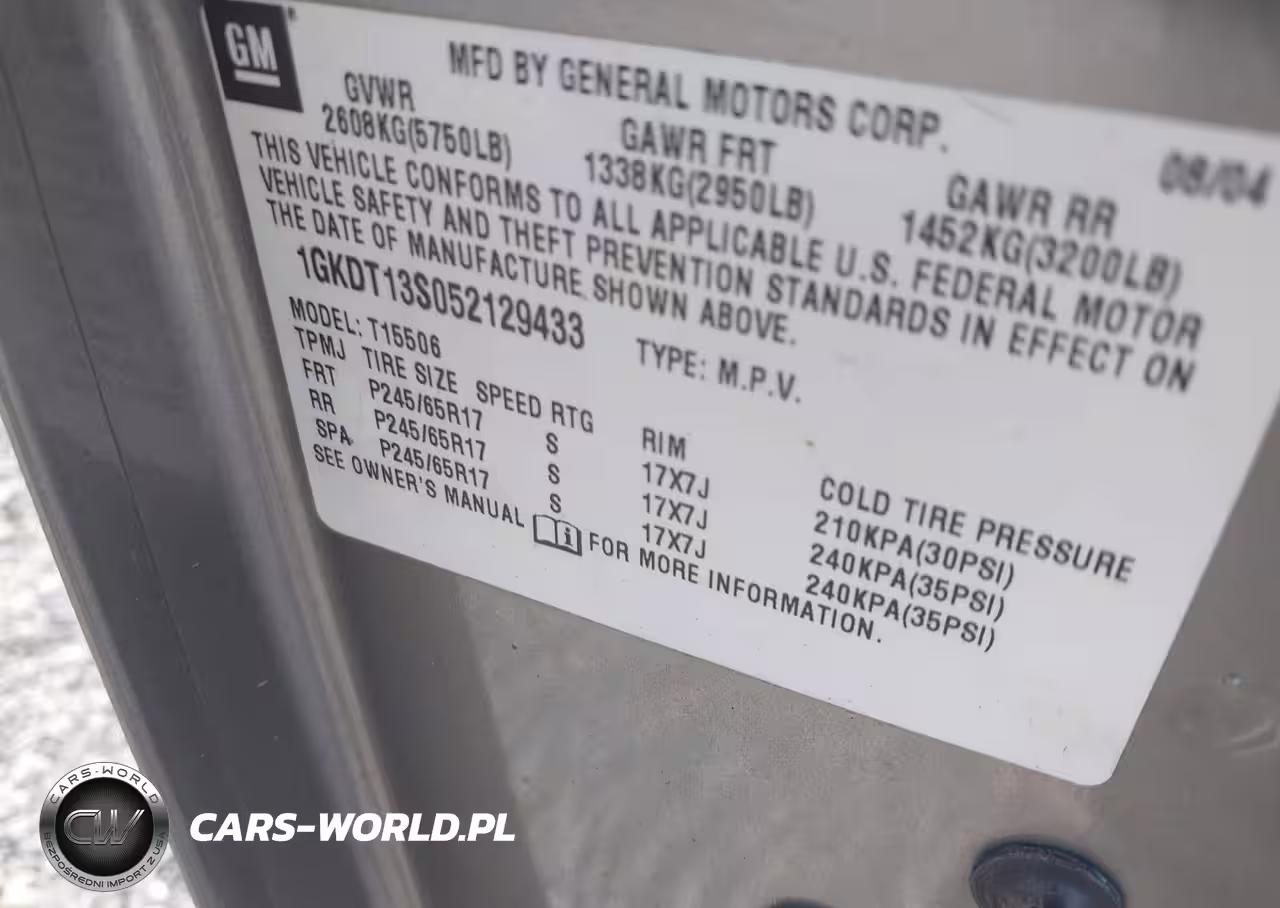 GM
MFD BY GENERAL MOTORS CORP.
08/04
GVWR GAWR FRT GAWR RR
2608KG(5750LB) 1338KG(2950LB) 1452KG(3200LB)
THIS VEHICLE CONFORMS TO ALL APPLICABLE U.S. FEDERAL MOTOR
VEHICLE SAFETY AND THEFT PREVENTION STANDARDS IN EFFECT ON
THE DATE OF MANUFACTURE SHOWN ABOVE.
1GKDT13S052129433 TYPE: M.P.V.
MODEL: T15506
TPMJ TIRE SIZE SPEED RTG RIM COLD TIRE PRESSURE
FRT P245/65R17 S 17X7J 210KPA(30PSI)
RR P245/65R17 S 17X7J 240KPA(35PSI)
SPA P245/65R17 S 17X7J 240KPA(35PSI)
SEE OWNER'S MANUAL FOR MORE INFORMATION.
CARS-WORLD
CW
BEZPOŚREDNI IMPORT Z USA
CARS-WORLD.PL